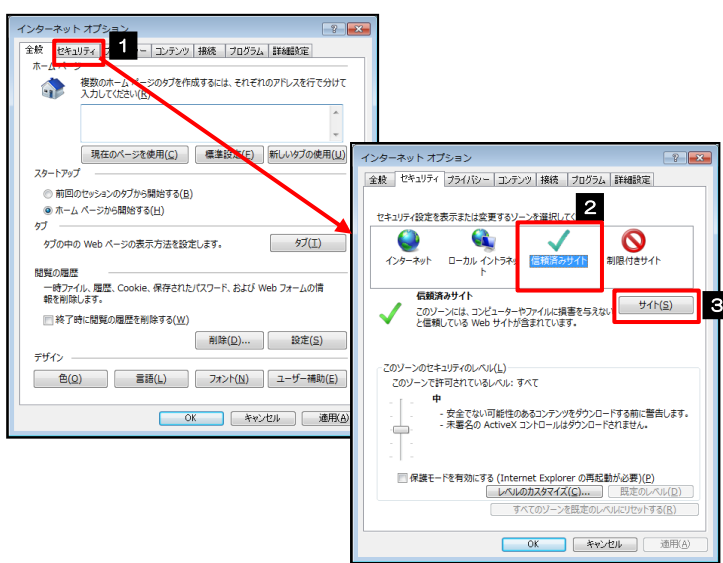 インターネット オプション
1
全般 セキュリティ コンテンツ 接続 プログラム 詳細設定
ホーム ページ
複数のホーム ページのタブを作成するには、それぞれのアドレスを行で分けて
入力してください(R)
現在のページを使用(C) 標準設定(F) 新しいタブの使用(U)
スタートアップ
前回のセッションのタブから開始する(B)
ホーム ページから開始する(H)
タブ
タブの中の Web ページの表示方法を設定します。 タブ(T)
閲覧の履歴
一時ファイル、履歴、Cookie、保存されたパスワード、および Web フォームの情
報を削除します。
終了時に閲覧の履歴を削除する(W)
削除(D)... 設定(S)
デザイン
色(O) 言語(L) フォント(N) ユーザー補助(E)
OK キャンセル 適用(A)
インターネット オプション
全般 セキュリティ プライバシー コンテンツ 接続 プログラム 詳細設定
2
セキュリティ設定を表示または変更するゾーンを選択して
インターネット ローカル イントラネッ
ト
信頼済みサイト 制限付きサイト
信頼済みサイト
このゾーンには、コンピューターやファイルに損害を与えない
と信頼している Web サイトが含まれています。
サイト(S)
3
このゾーンのセキュリティのレベル(L)
このゾーンで許可されているレベル: すべて
中
- 安全でない可能性のあるコンテンツをダウンロードする前に警告します。
- 未署名の ActiveX コントロールはダウンロードされません。
保護モードを有効にする (Internet Explorer の再起動が必要)(P)
レベルのカスタマイズ(C)... 既定のレベル(D)
すべてのゾーンを既定のレベルにリセットする(R)
OK キャンセル 適用(A)